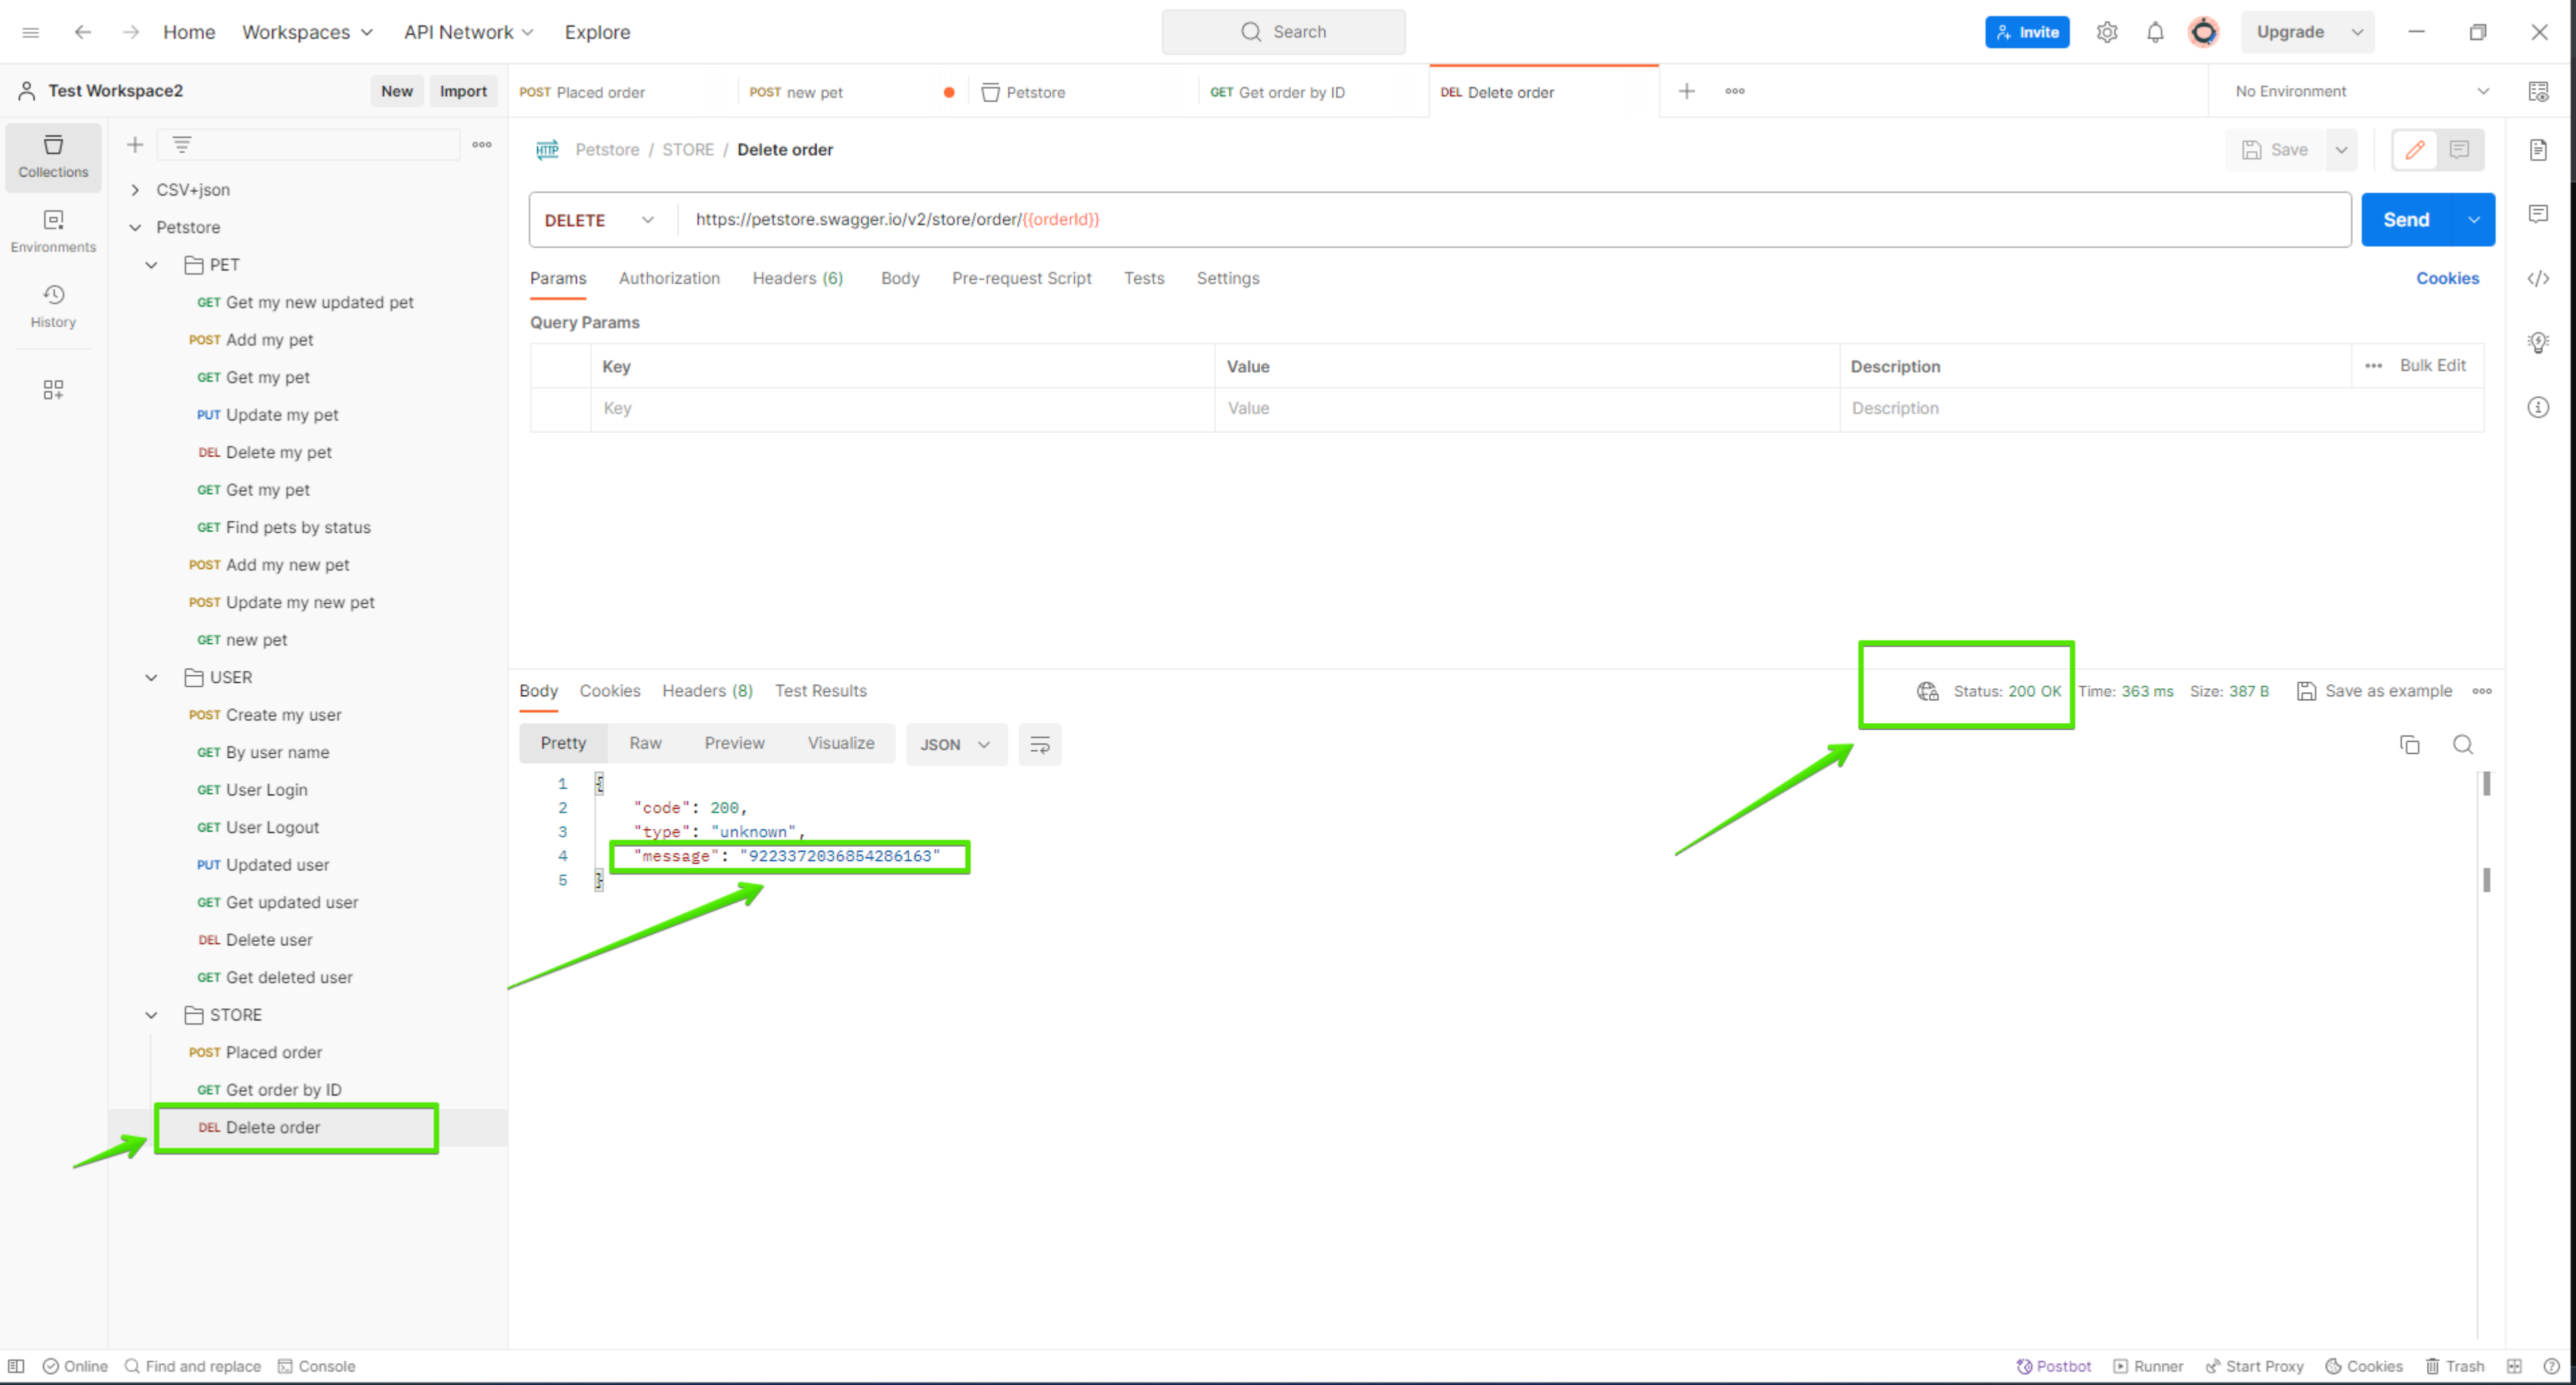 Home Workspaces API Network Explore Search Invite Upgrade
Test Workspace2 New Import POST Placed order POST new pet Petstore GET Get order by ID DEL Delete order No Environment
Collections
Environments
History
CSV+json
Petstore
PET
GET Get my new updated pet
POST Add my pet
GET Get my pet
PUT Update my pet
DEL Delete my pet
GET Get my pet
GET Find pets by status
POST Add my new pet
POST Update my new pet
GET new pet
USER
POST Create my user
GET By user name
GET User Login
GET User Logout
PUT Updated user
GET Get updated user
DEL Delete user
GET Get deleted user
STORE
POST Placed order
GET Get order by ID
DEL Delete order
HTTP Petstore / STORE / Delete order Save
DELETE https://petstore.swagger.io/v2/store/order/{{orderId}} Send
Params Authorization Headers (6) Body Pre-request Script Tests Settings Cookies
Query Params
Key Value Description Bulk Edit
Key Value Description
Body Cookies Headers (8) Test Results Status: 200 OK Time: 363 ms Size: 387 B Save as example
Pretty Raw Preview Visualize JSON
1 {
2 "code": 200,
3 "type": "unknown",
4 "message": "9223372036854286163"
5 }
Online Find and replace Console Postbot Runner Start Proxy Cookies Trash